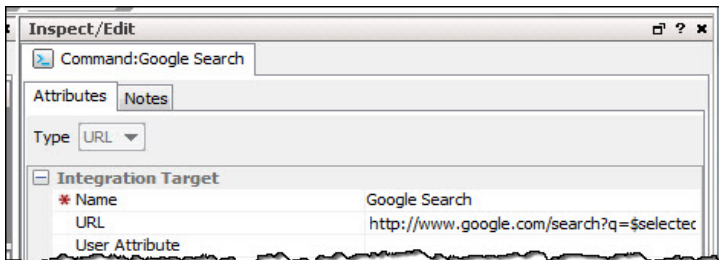 Inspect/Edit ?
Command:Google Search
Attributes Notes
Type URL
Integration Target
* Name Google Search
URL http://www.google.com/search?q=$selected
User Attribute